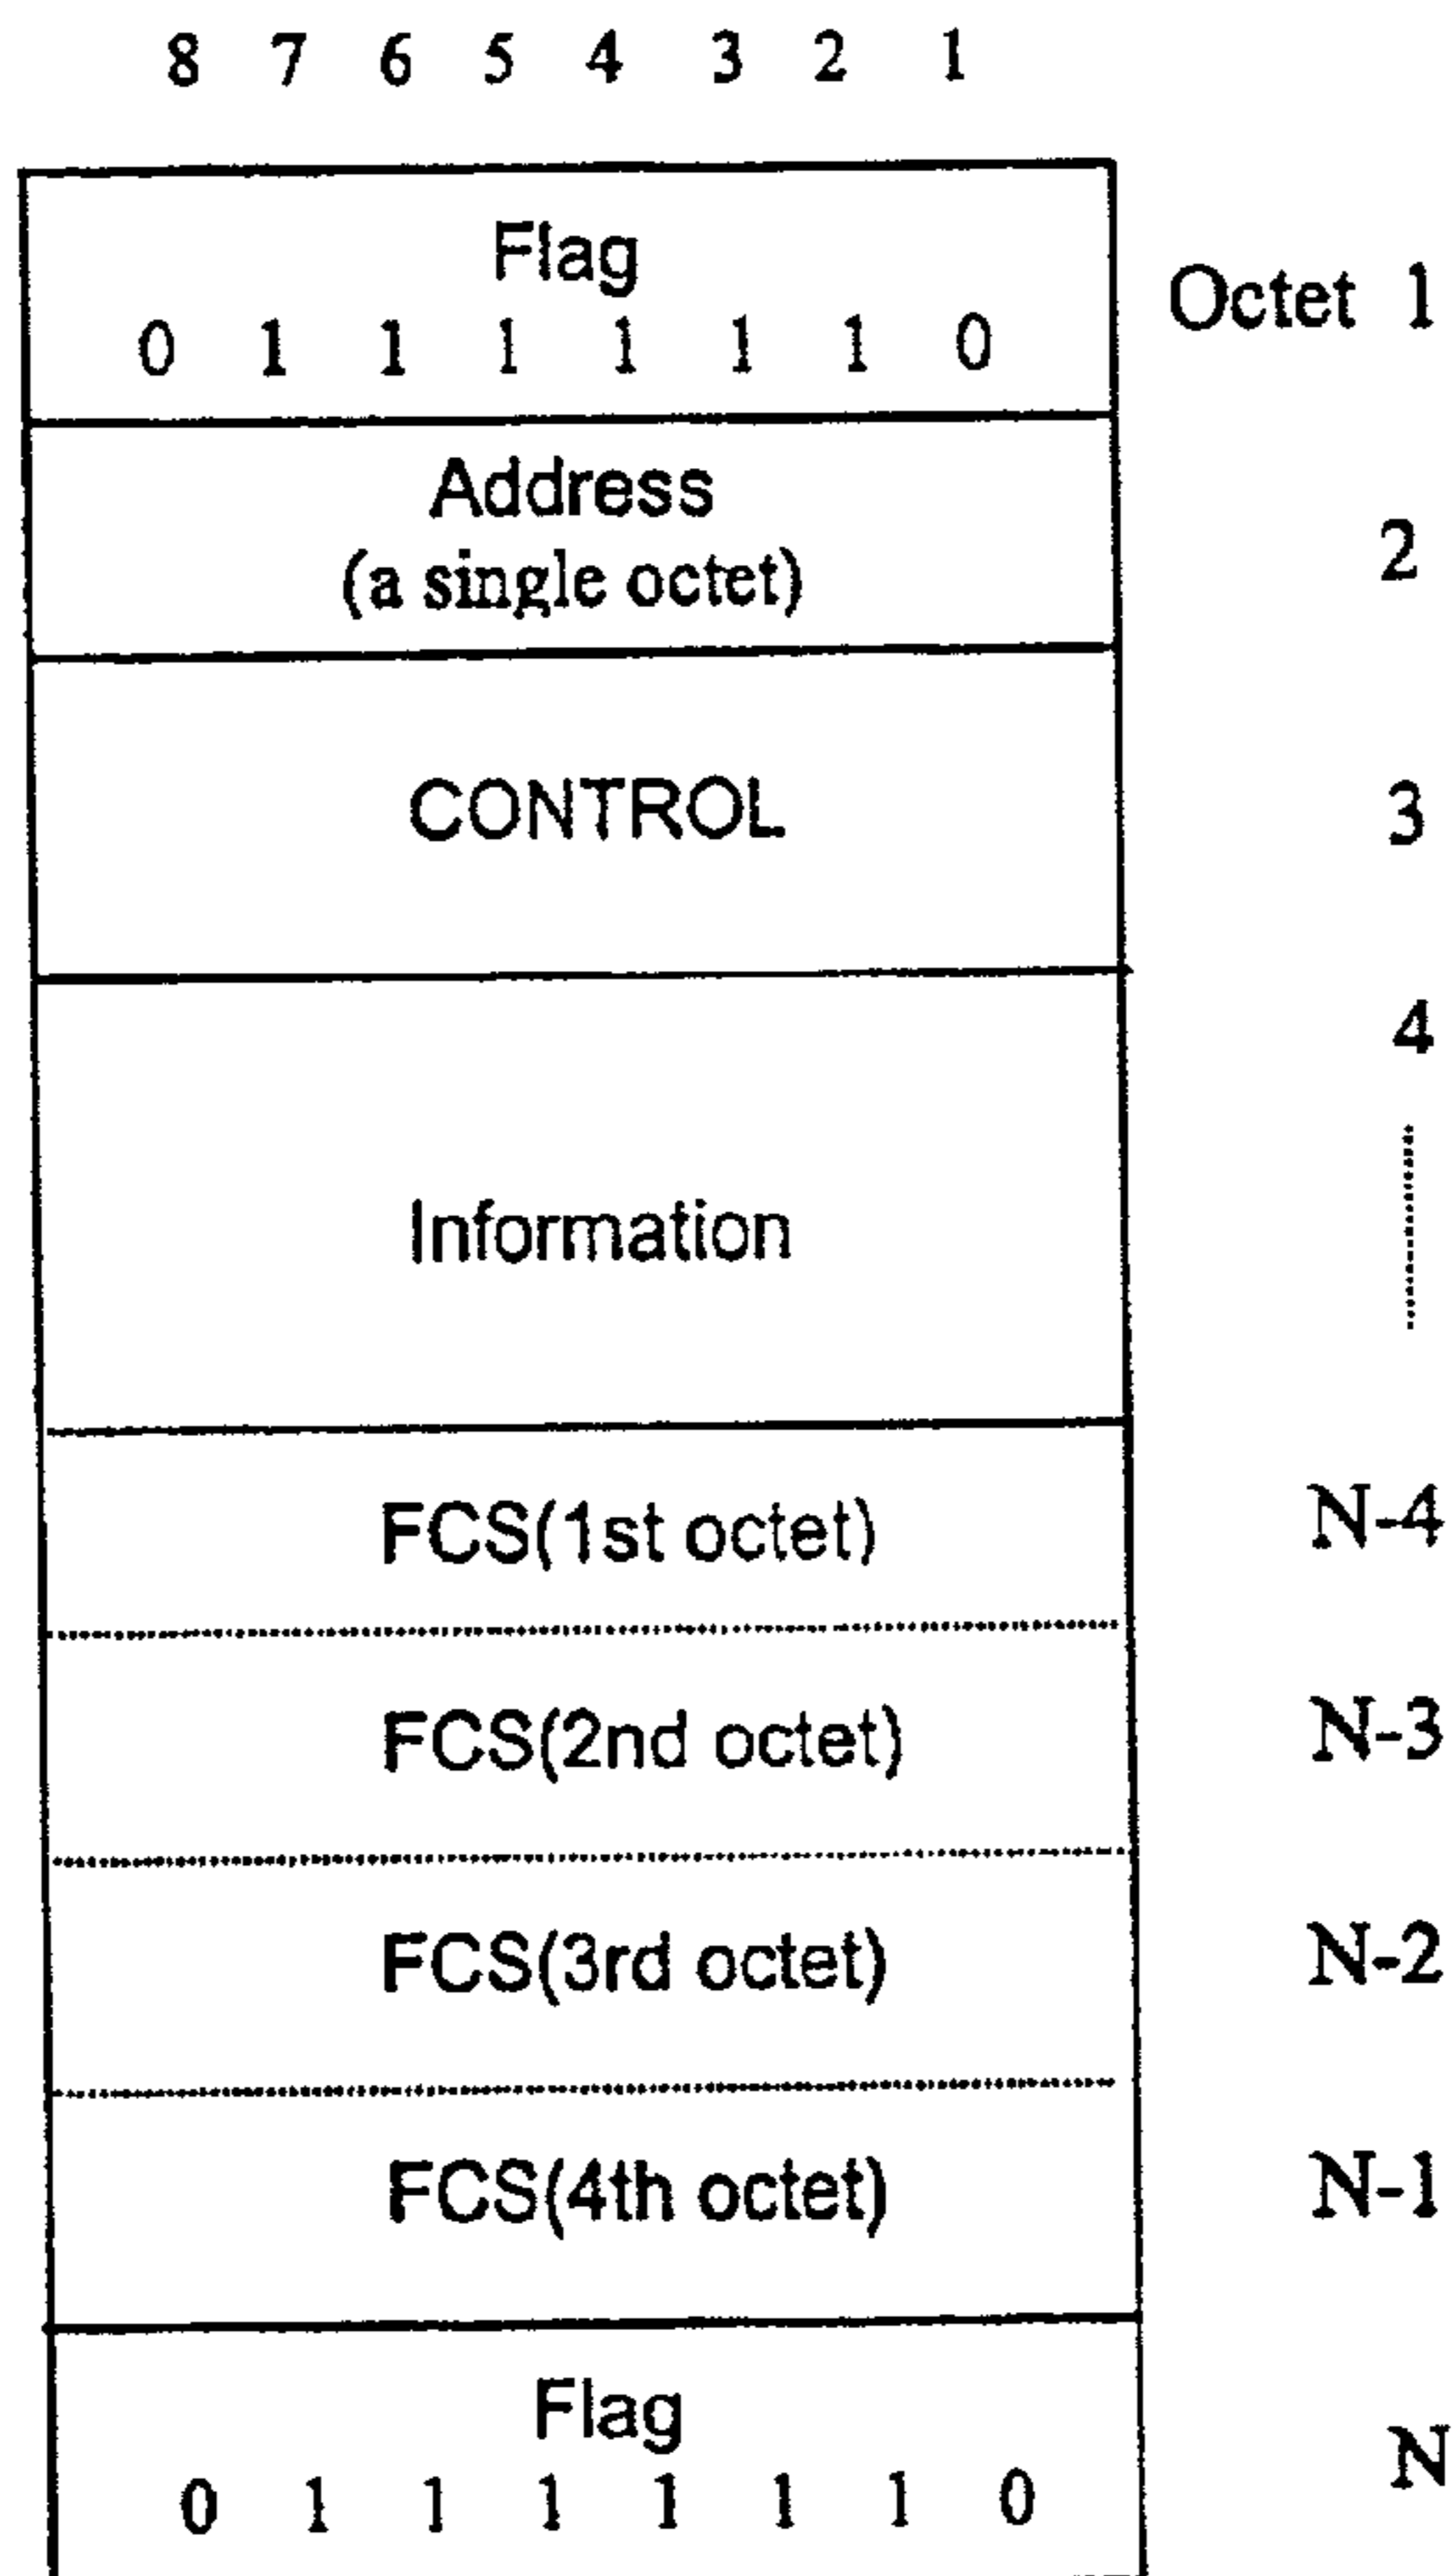 8 7 6 5 4 3 2 1
Flag
0 1 1 1 1 1 1 0
Octet 1
Address
(a single octet)
2
CONTROL
3
4
Information
FCS(1st octet)
N-4
FCS(2nd octet)
N-3
FCS(3rd octet)
N-2
FCS(4th octet)
N-1
Flag
0 1 1 1 1 1 1 0
N